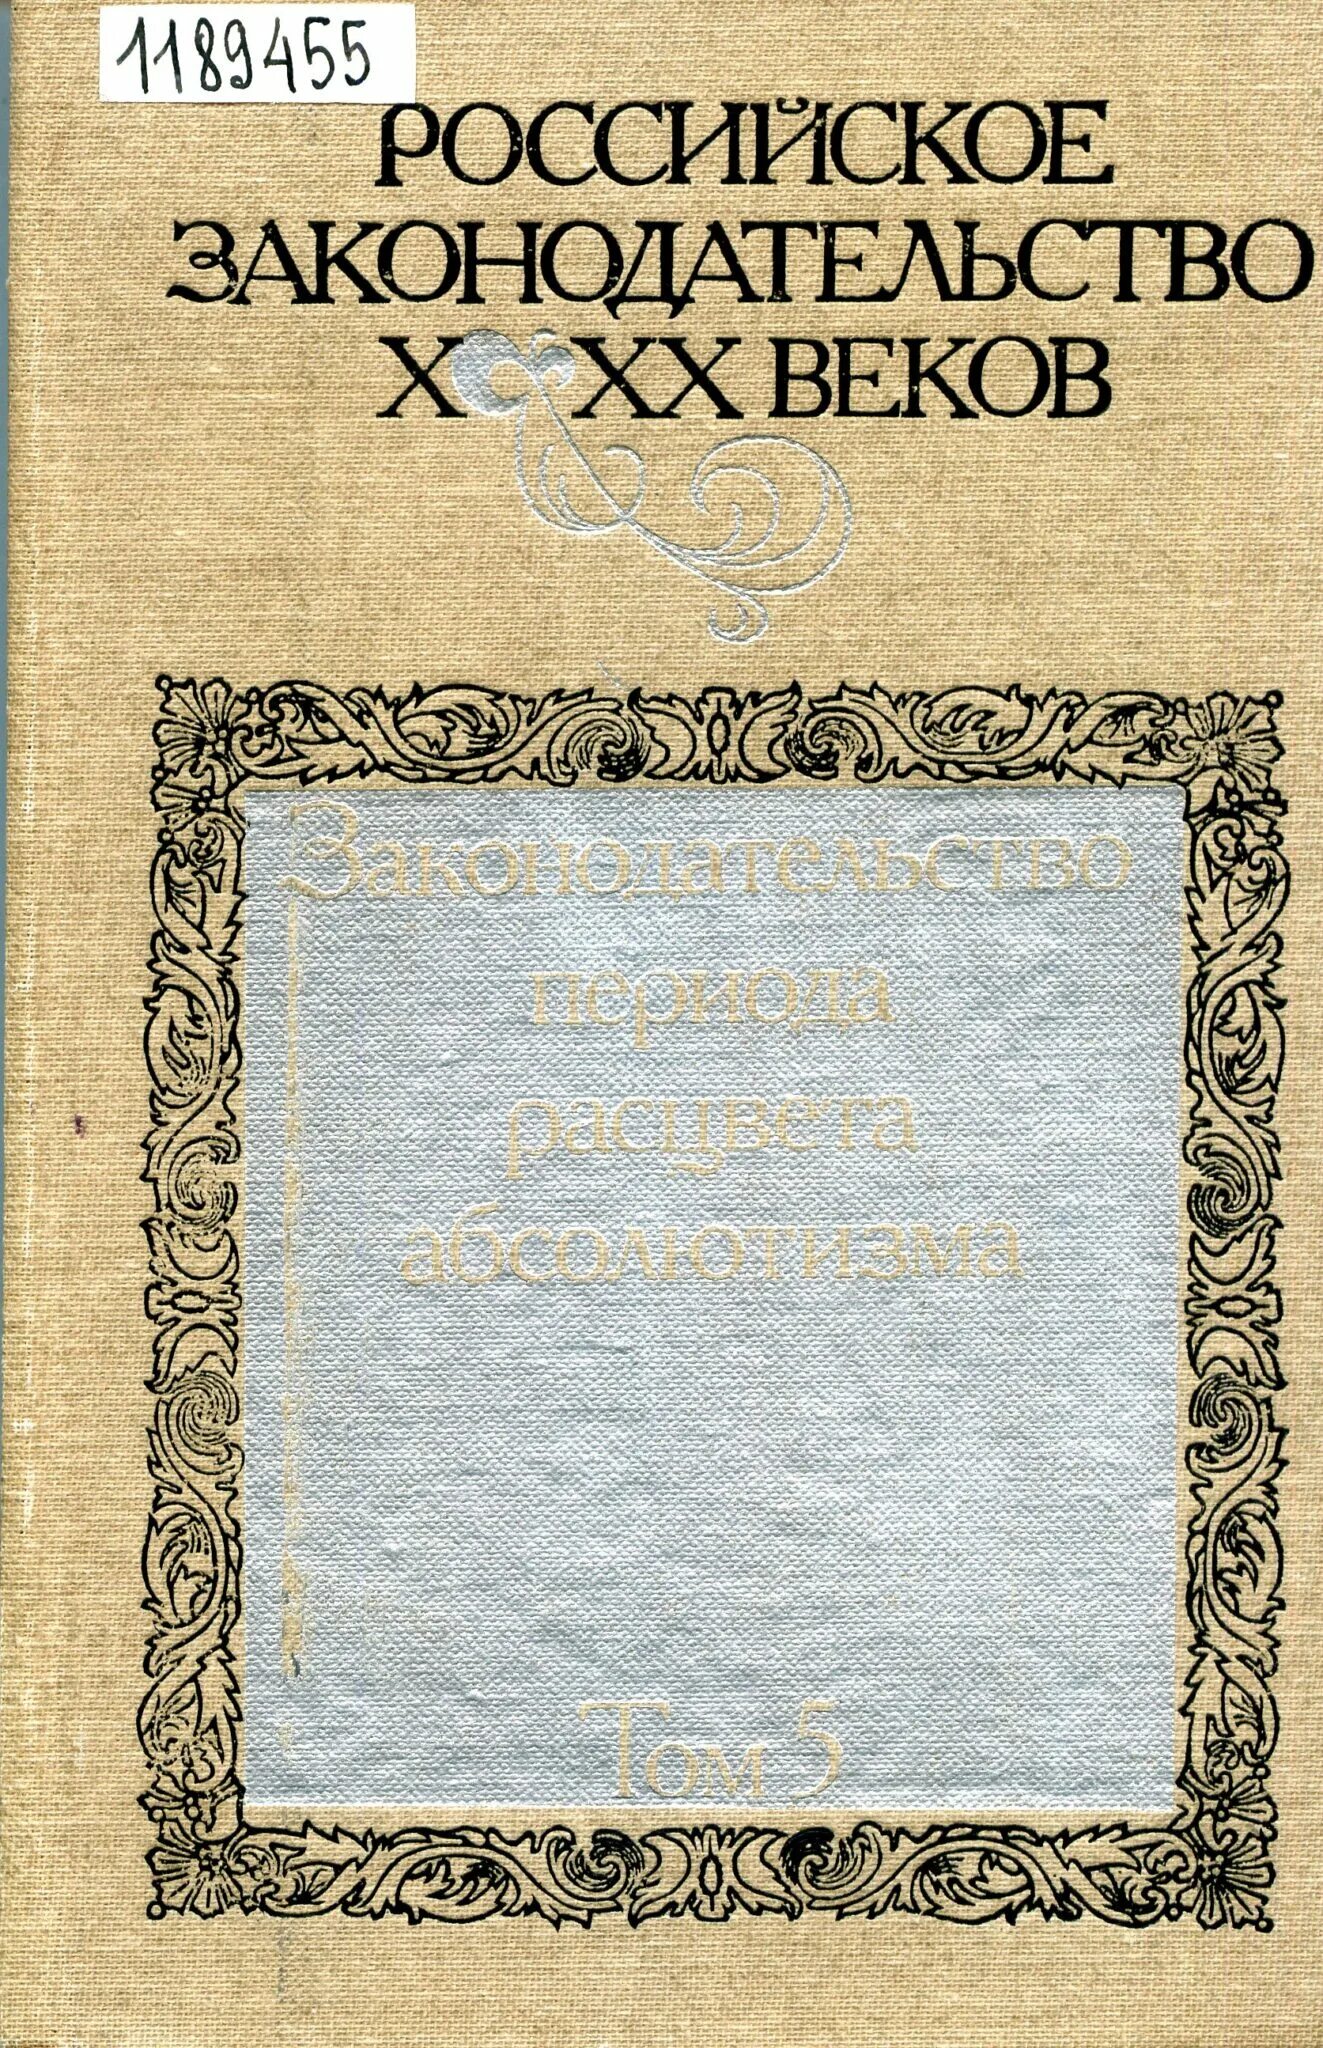 1189455
РОССИЙСКОЕ
ЗАКОНОДАТЕЛЬСТВО
X XX ВЕКОВ
Законодательство
периода
расцвета
абсолютизма
Том 5